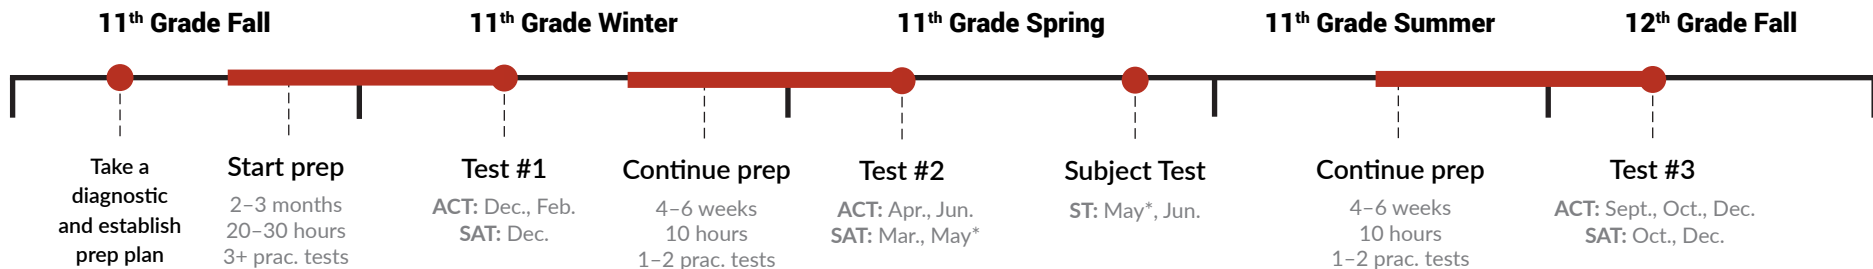 11th Grade Fall
11th Grade Winter
11th Grade Spring
11th Grade Summer
12th Grade Fall
Take a
diagnostic
and establish
prep plan
Start prep
2–3 months
20–30 hours
3+ prac. tests
Test #1
ACT: Dec., Feb.
SAT: Dec.
Continue prep
4–6 weeks
10 hours
1–2 prac. tests
Test #2
ACT: Apr., Jun.
SAT: Mar., May*
Subject Test
ST: May*, Jun.
Continue prep
4–6 weeks
10 hours
1–2 prac. tests
Test #3
ACT: Sept., Oct., Dec.
SAT: Oct., Dec.